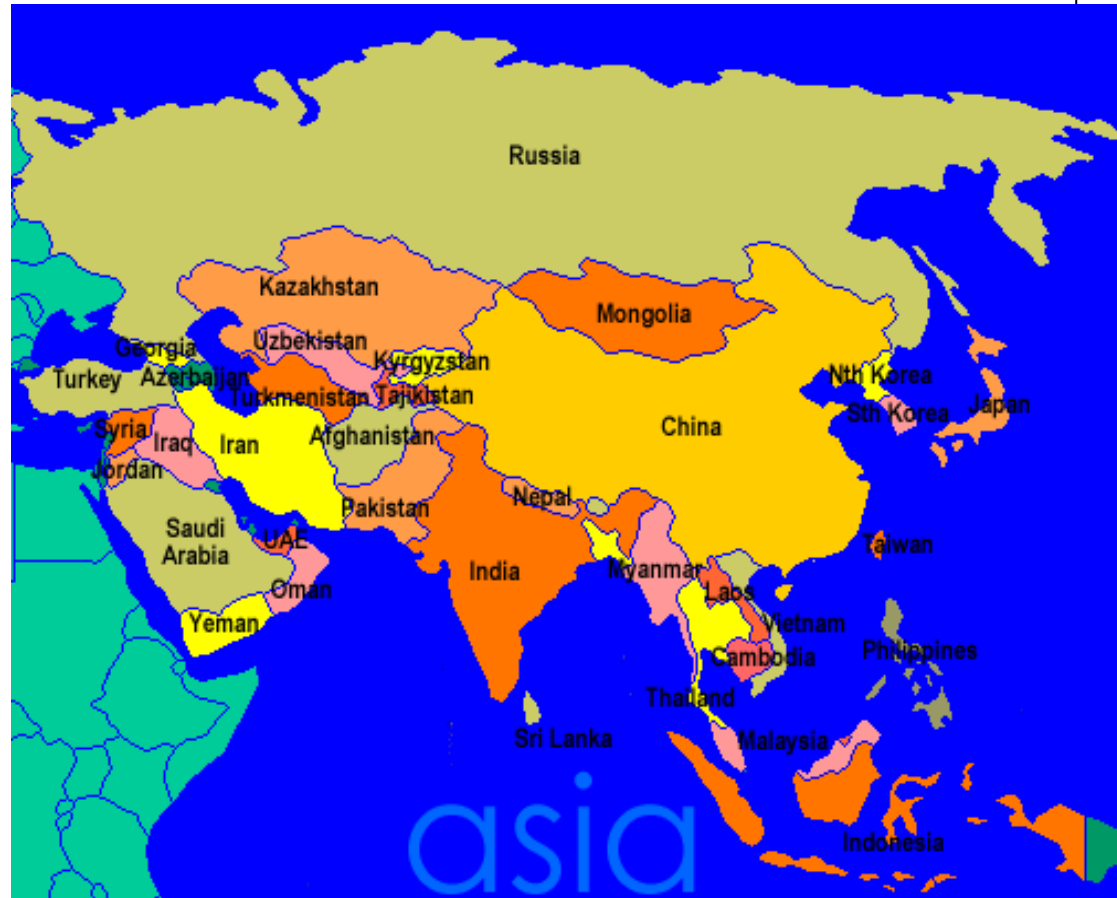 Russia
Kazakhstan
Mongolia
Uzbekistan
Georgia
Kyrgyzstan
Turkey
Azerbaijan
Nth Korea
Turkmenistan
Tajikistan
Sth Korea
Japan
Syria
Iraq
Iran
Afghanistan
China
Jordan
Nepal
Pakistan
Saudi
Arabia
UAE
Taiwan
India
Myanmar
Oman
Labs
Yeman
Vietnam
Cambodia
Philippines
Thailand
Sri Lanka
Malaysia
asia
Indonesia